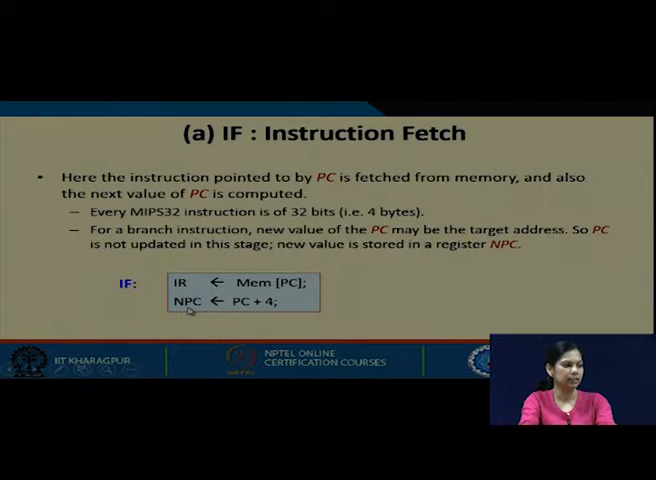 (a) IF : Instruction Fetch
• Here the instruction pointed to by PC is fetched from memory, and also
the next value of PC is computed.
– Every MIPS32 instruction is of 32 bits (i.e. 4 bytes).
– For a branch instruction, new value of the PC may be the target address. So PC
is not updated in this stage; new value is stored in a register NPC.
IF:
IR ← Mem [PC];
NPC ← PC + 4;
IIT KHARAGPUR
NPTEL ONLINE
CERTIFICATION COURSES
NPTEL